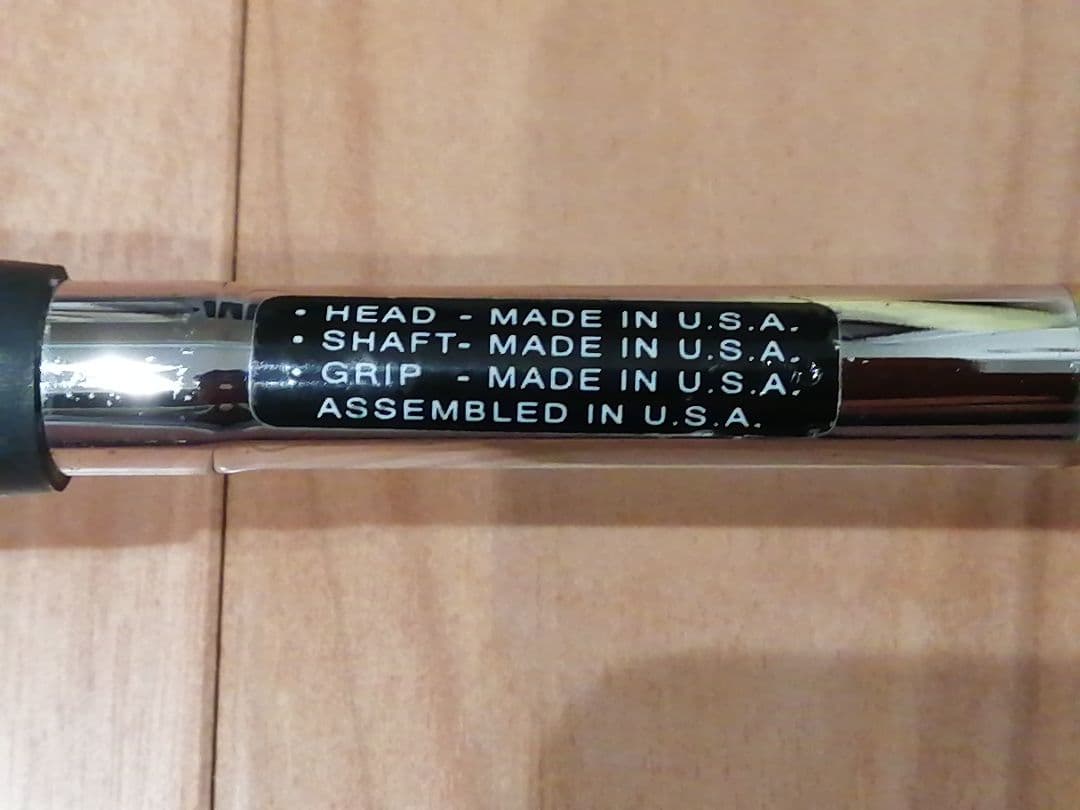 • HEAD - MADE IN U.S.A.
• SHAFT- MADE IN U.S.A.
• GRIP - MADE IN U.S.A.
ASSEMBLED IN U.S.A.